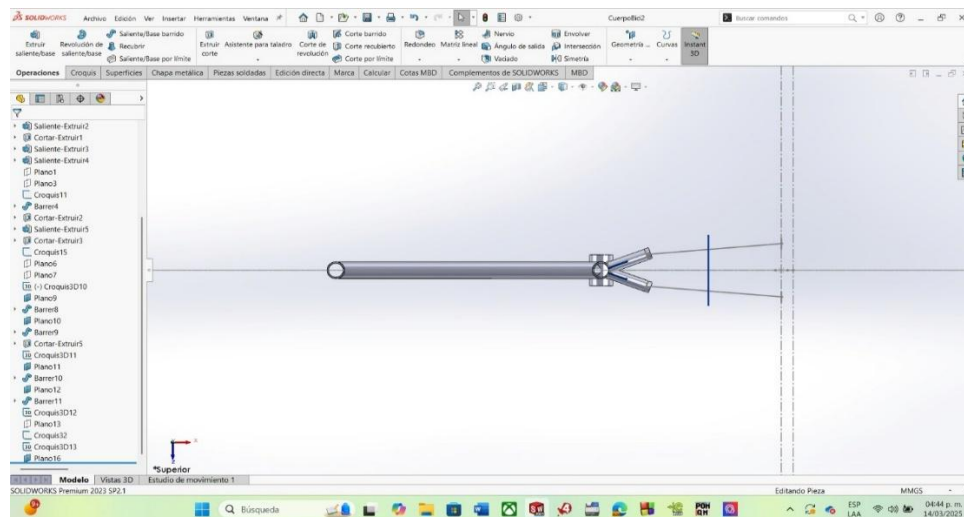 SOLIDWORKS Archivo Edición Ver Insertar Herramientas Ventana CuerpoBici2 Buscar comandos
Extruir saliente/base
Revolución de saliente/base
Saliente/Base barrido
Recubrir
Saliente/Base por límite
Extruir corte
Asistente para taladro
Corte de revolución
Corte barrido
Corte recubierto
Corte por límite
Redondeo
Matriz lineal
Nervio
Ángulo de salida
Vaciado
Envolver
Intersección
Simetría
Geometría ...
Curvas
Instant 3D
Operaciones Croquis Superficies Chapa metálica Piezas soldadas Edición directa Marca Calcular Cotas MBD Complementos de SOLIDWORKS MBD
Saliente-Extruir2
Cortar-Extruir1
Saliente-Extruir3
Saliente-Extruir4
Plano1
Plano3
Croquis11
Barrer4
Cortar-Extruir2
Saliente-Extruir5
Cortar-Extruir3
Croquis15
Plano6
Plano7
(-) Croquis3D10
Plano9
Barrer8
Plano10
Barrer9
Cortar-Extruir5
Croquis3D11
Plano11
Barrer10
Plano12
Barrer11
Croquis3D12
Plano13
Croquis32
Croquis3D13
Plano16
*Superior
Modelo Vistas 3D Estudio de movimiento 1
SOLIDWORKS Premium 2023 SP2.1 Editando Pieza MMGS
Búsqueda
ESP
LAA
04:44 p. m.
14/03/2025